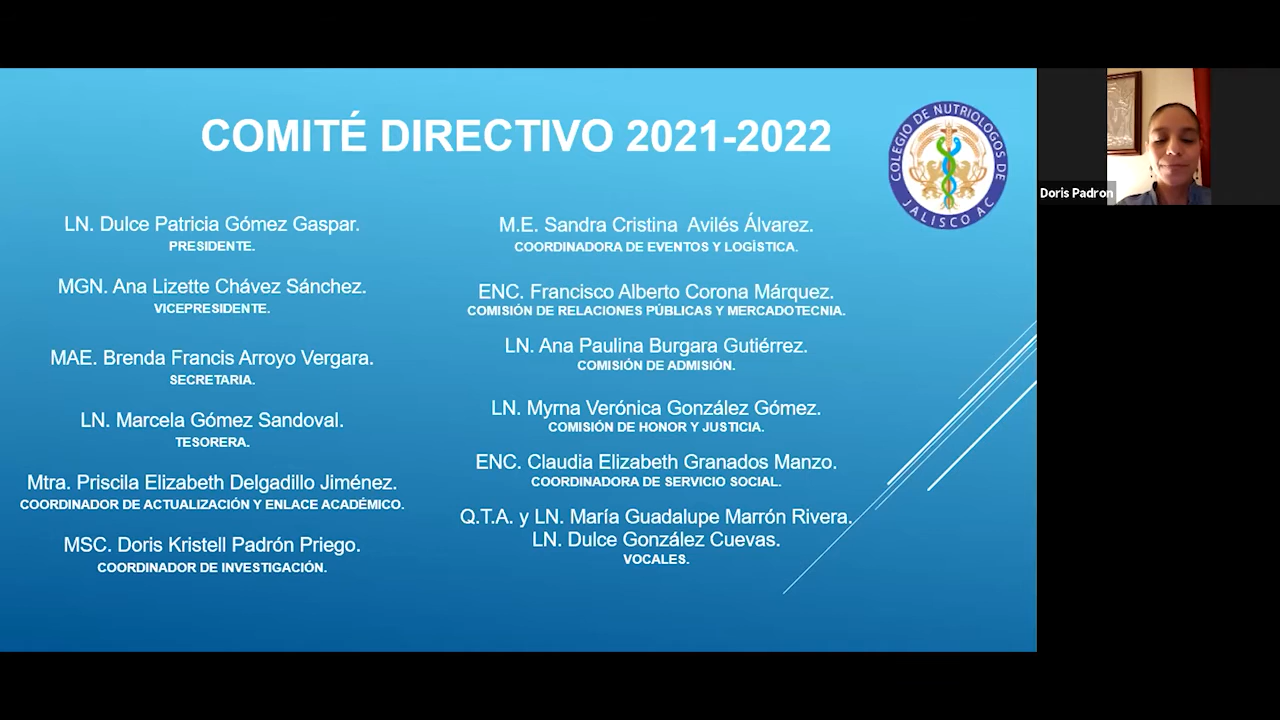 COMITÉ DIRECTIVO 2021-2022
COLEGIO DE NUTRIOLOGOS DE
JALISCO AC
LN. Dulce Patricia Gómez Gaspar.
PRESIDENTE.
MGN. Ana Lizette Chávez Sánchez.
VICEPRESIDENTE.
MAE. Brenda Francis Arroyo Vergara.
SECRETARIA.
LN. Marcela Gómez Sandoval.
TESORERA.
Mtra. Priscila Elizabeth Delgadillo Jiménez.
COORDINADOR DE ACTUALIZACIÓN Y ENLACE ACADÉMICO.
MSC. Doris Kristell Padrón Priego.
COORDINADOR DE INVESTIGACIÓN.
M.E. Sandra Cristina  Avilés Álvarez.
COORDINADORA DE EVENTOS Y LOGÍSTICA.
ENC. Francisco Alberto Corona Márquez.
COMISIÓN DE RELACIONES PÚBLICAS Y MERCADOTECNIA.
LN. Ana Paulina Burgara Gutiérrez.
COMISIÓN DE ADMISIÓN.
LN. Myrna Verónica González Gómez.
COMISIÓN DE HONOR Y JUSTICIA.
ENC. Claudia Elizabeth Granados Manzo.
COORDINADORA DE SERVICIO SOCIAL.
Q.T.A. y LN. María Guadalupe Marrón Rivera.
LN. Dulce González Cuevas.
VOCALES.
Doris Padron